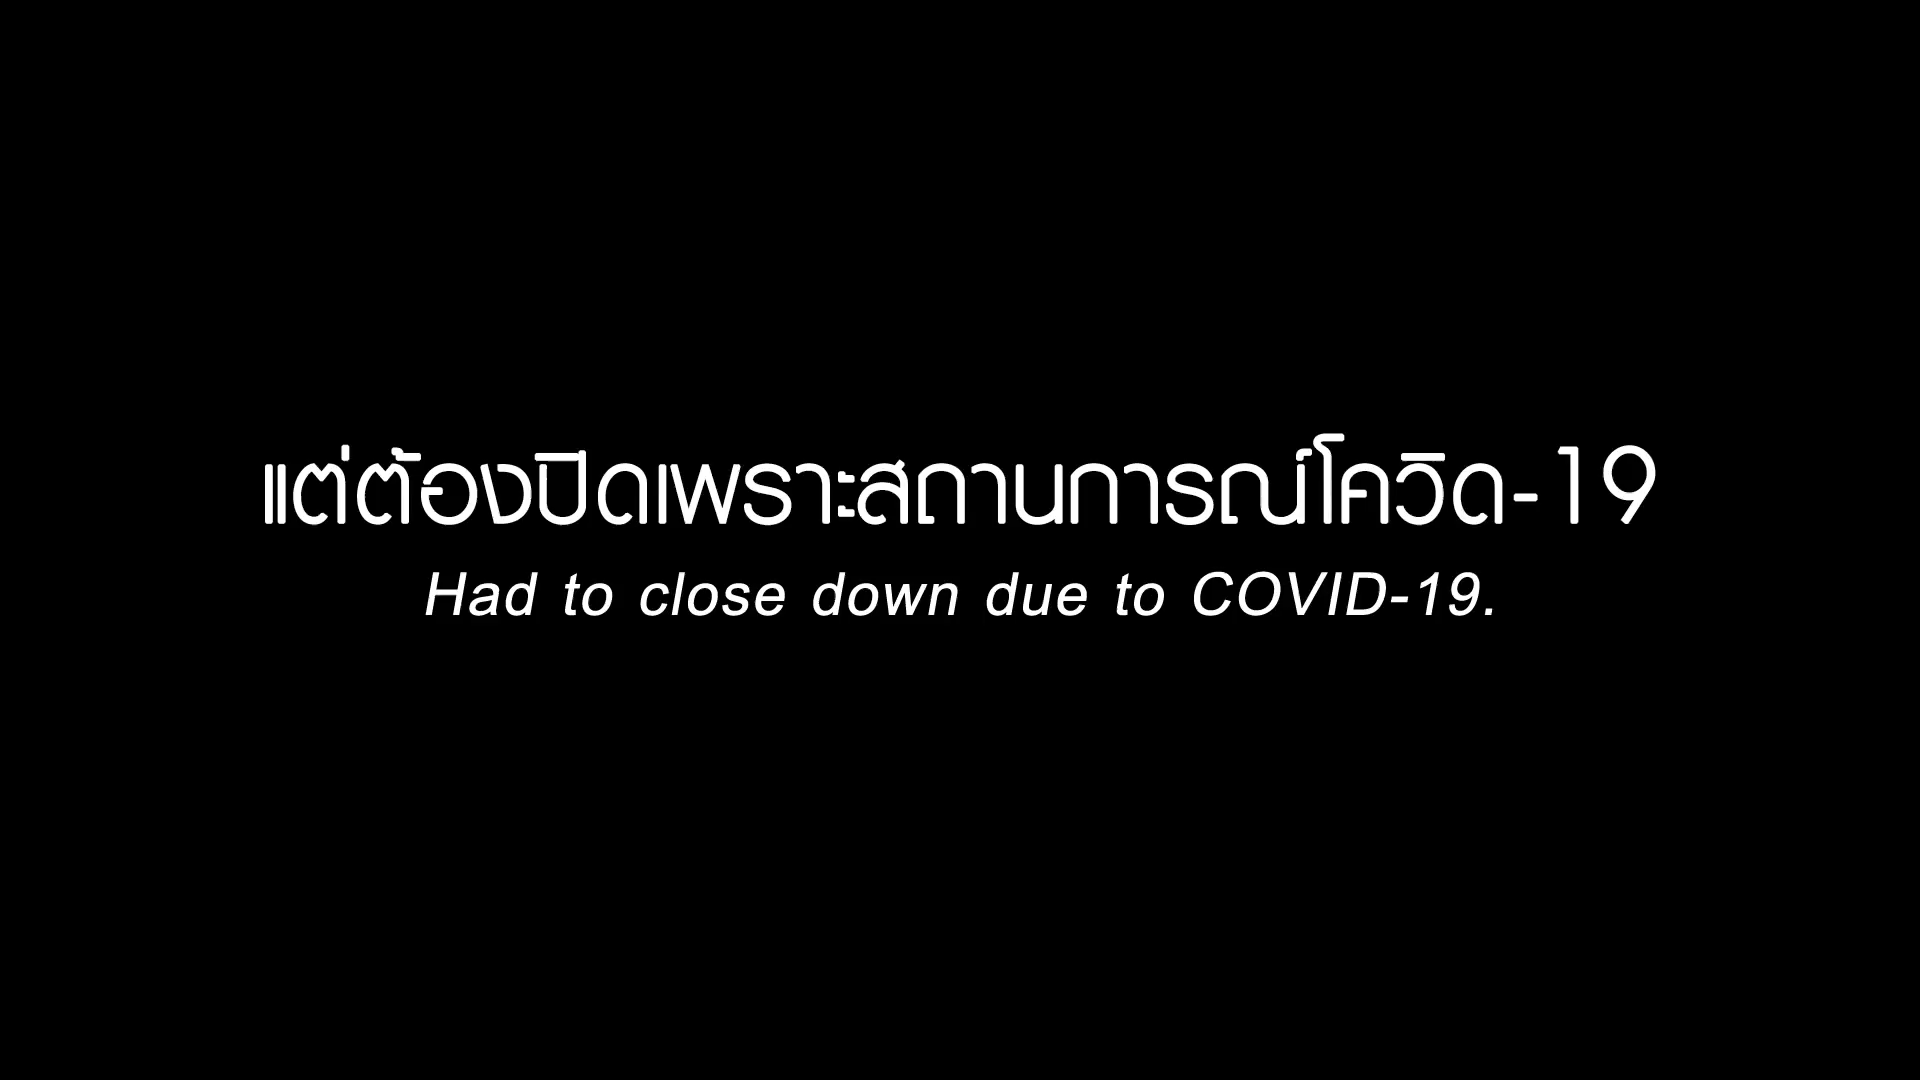 แต่ต้องปิดเพราะสถานการณ์โควิด-19
Had to close down due to COVID-19.